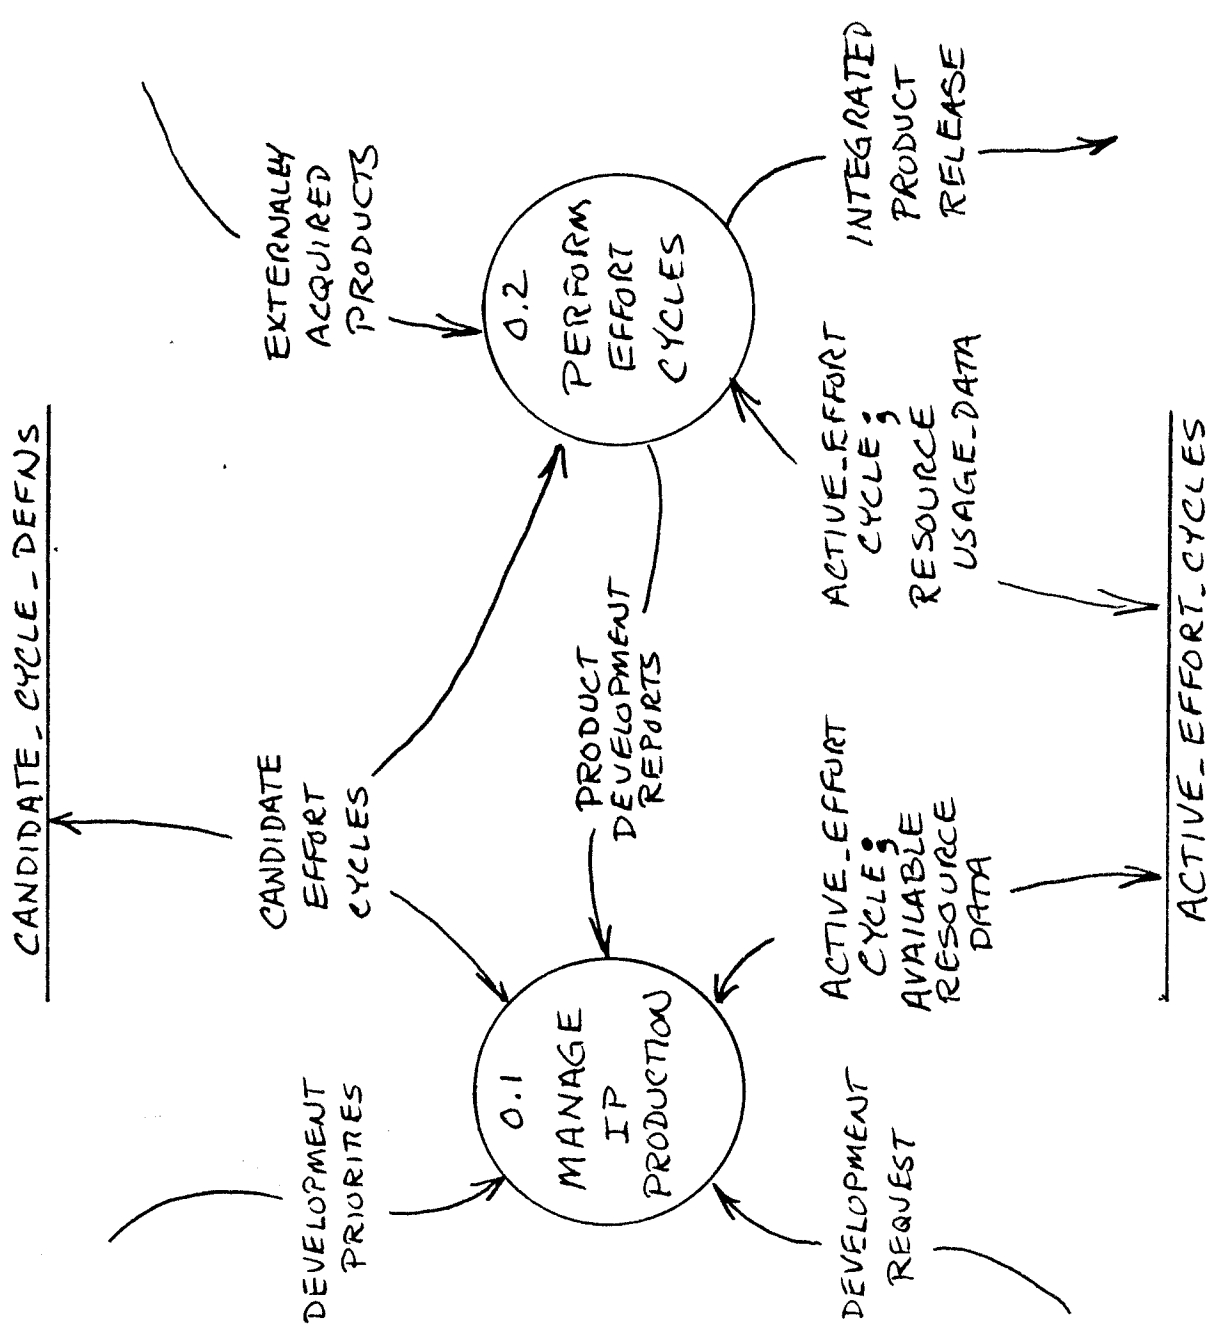 CANDIDATE_CYCLE_DEFNS
DEVELOPMENT
PRIORITIES
CANDIDATE
EFFORT
CYCLES
EXTERNALLY
ACQUIRED
PRODUCTS
0.1
MANAGE
IP
PRODUCTION
PRODUCT
DEVELOPMENT
REPORTS
0.2
PERFORM
EFFORT
CYCLES
DEVELOPMENT
REQUEST
ACTIVE_EFFORT
CYCLE;
AVAILABLE
RESOURCE
DATA
ACTIVE_EFFORT
CYCLE;
RESOURCE
USAGE_DATA
INTEGRATED
PRODUCT
RELEASE
ACTIVE_EFFORT_CYCLES